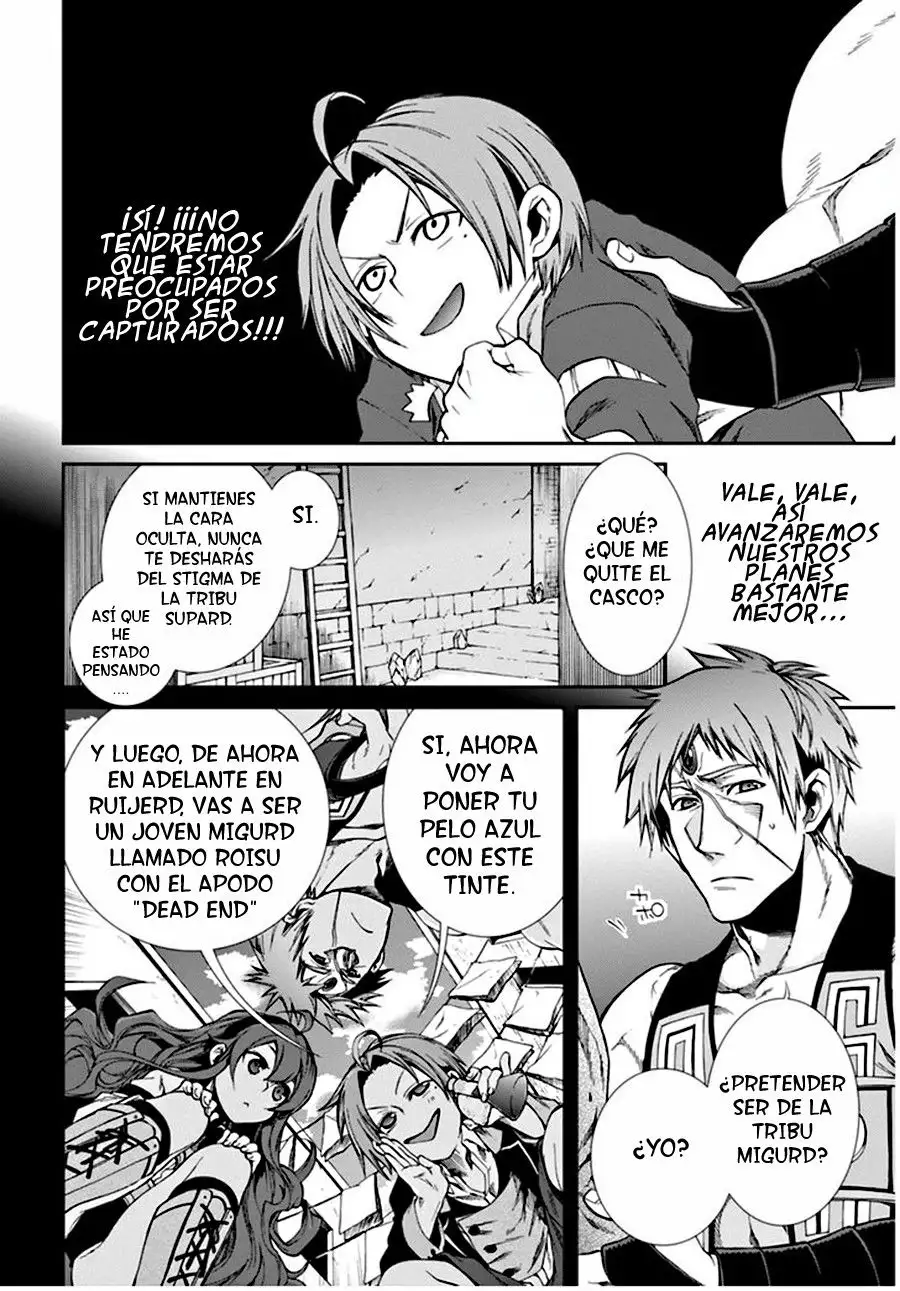 ¡SÍ! ¡¡¡NO
TENDREMOS
QUE ESTAR
PREOCUPADOS
POR SER
CAPTURADOS!!!
VALE, VALE,
ASÍ
AVANZAREMOS
NUESTROS
PLANES
BASTANTE
MEJOR...
¿QUÉ?
¿QUE ME
QUITE EL
CASCO?
SI.
SI MANTIENES
LA CARA
OCULTA, NUNCA
TE DESHARÁS
DEL STIGMA DE
LA TRIBU
SUPARD.
ASÍ QUE
HE
ESTADO
PENSANDO
....
ｶﾎﾟ
¿PRETENDER
SER DE LA
TRIBU
MIGURD?
¿YO?
SI, AHORA
VOY A
PONER TU
PELO AZUL
CON ESTE
TINTE.
Y LUEGO, DE AHORA
EN ADELANTE EN
RUIJERD, VAS A SER
UN JOVEN MIGURD
LLAMADO ROISU
CON EL APODO
"DEAD END"